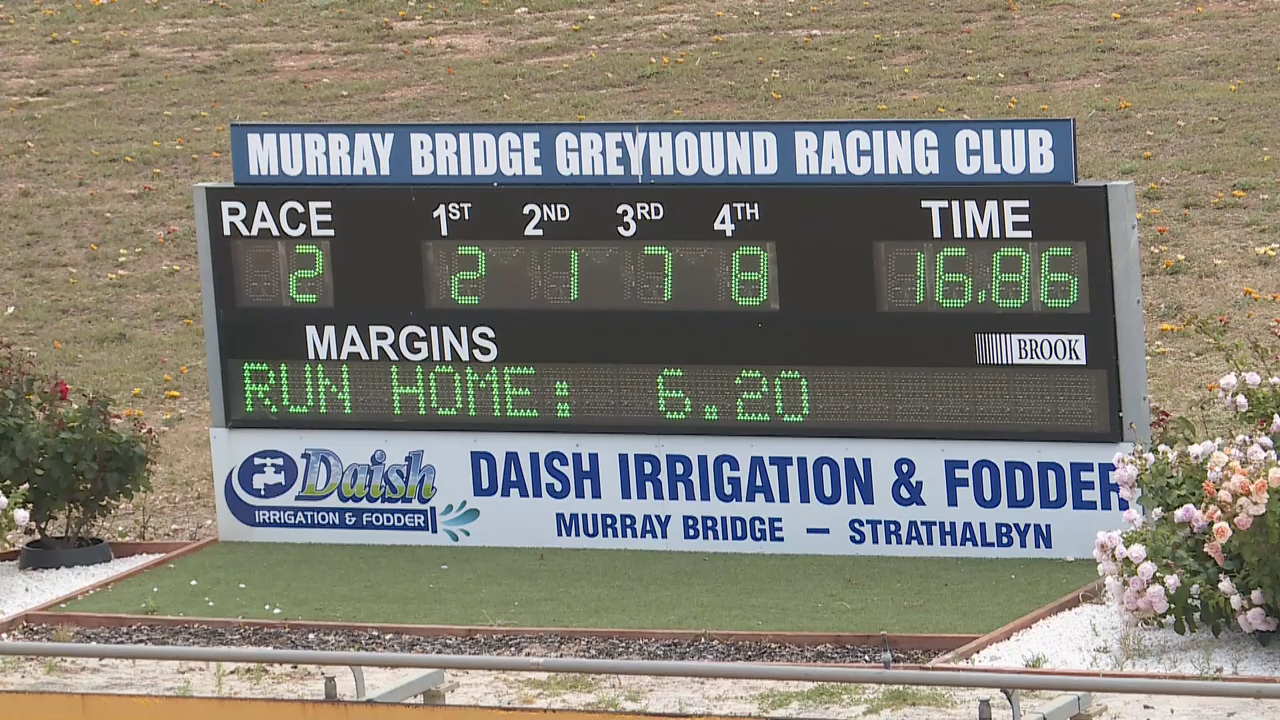 MURRAY BRIDGE GREYHOUND RACING CLUB
RACE 1ST 2ND 3RD 4TH TIME
2 2 1 7 8 16.86
MARGINS
BROOK
RUN HOME: 6.20
Daish
IRRIGATION & FODDER
DAISH IRRIGATION & FODDER
MURRAY BRIDGE – STRATHALBYN